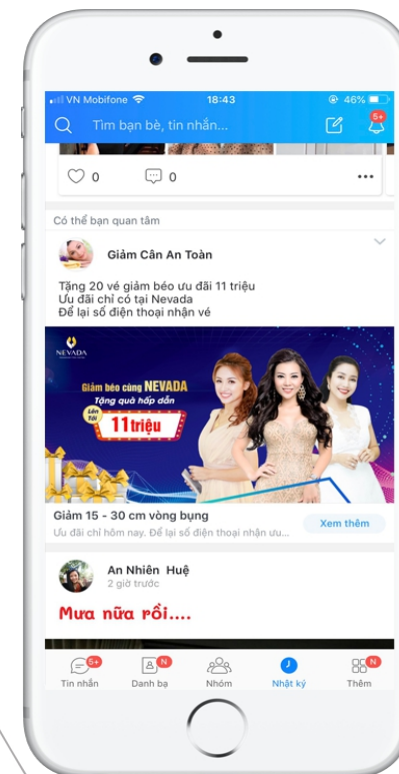 VN Mobifone
18:43
46%
Tìm bạn bè, tin nhắn...
5+
0
0
Có thể bạn quan tâm
Giảm Cân An Toàn
Tặng 20 vé giảm béo ưu đãi 11 triệu
Ưu đãi chỉ có tại Nevada
Để lại số điện thoại nhận vé
NEVADA
Giảm béo cùng NEVADA
Tặng quà hấp dẫn
Lên
Tới
11 triệu
Giảm 15 - 30 cm vòng bụng
Ưu đãi chỉ hôm nay. Để lại số điện thoại nhận ưu...
Xem thêm
An Nhiên Huệ
2 giờ trước
Mưa nữa rồi....
5+
N
N
Tin nhắn
Danh bạ
Nhóm
Nhật ký
Thêm